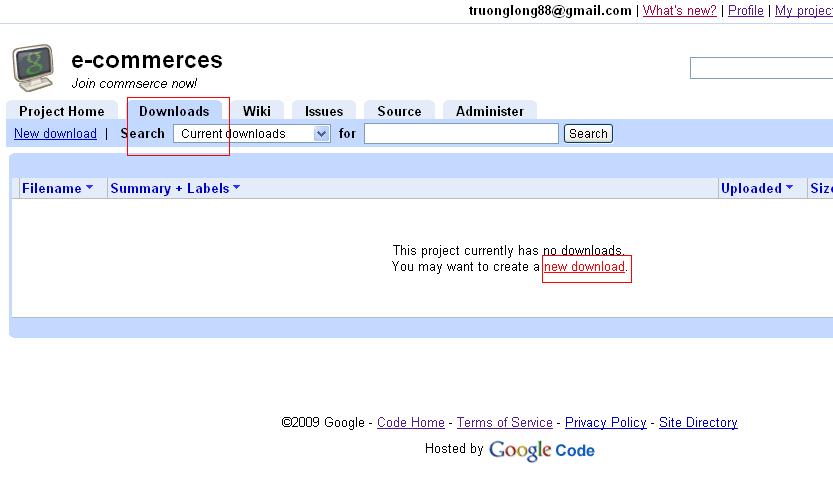 truonglong88@gmail.com | What's new? | Profile | My projec
e-commerces
Join commserce now!
Project Home Downloads Wiki Issues Source Administer
New download | Search Current downloads for Search
Filename Summary + Labels Uploaded Size
This project currently has no downloads.
You may want to create a new download.
©2009 Google - Code Home - Terms of Service - Privacy Policy - Site Directory
Hosted by Google Code